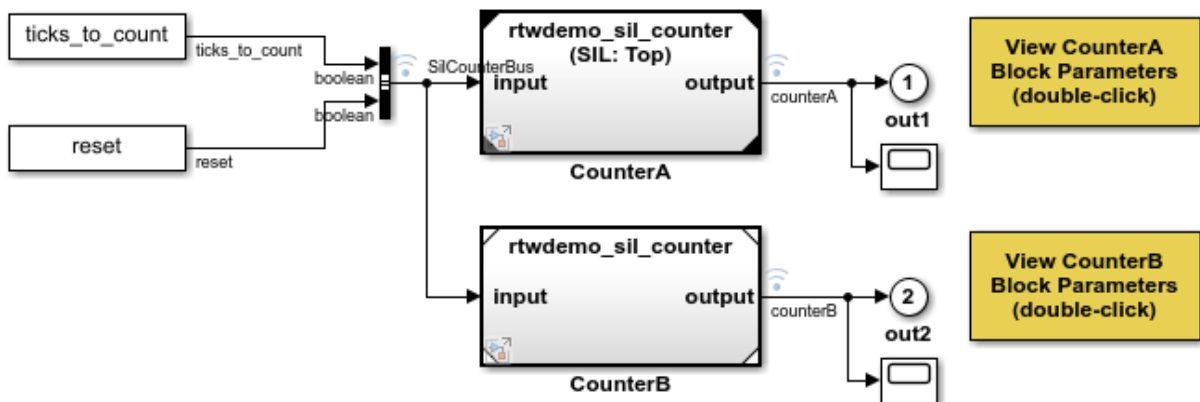 ticks_to_count
ticks_to_count
boolean
SilCounterBus
boolean
reset
reset
rtwdemo_sil_counter
(SIL: Top)
input
output
CounterA
counterA
1
out1
View CounterA
Block Parameters
(double-click)
rtwdemo_sil_counter
input
output
CounterB
counterB
2
out2
View CounterB
Block Parameters
(double-click)